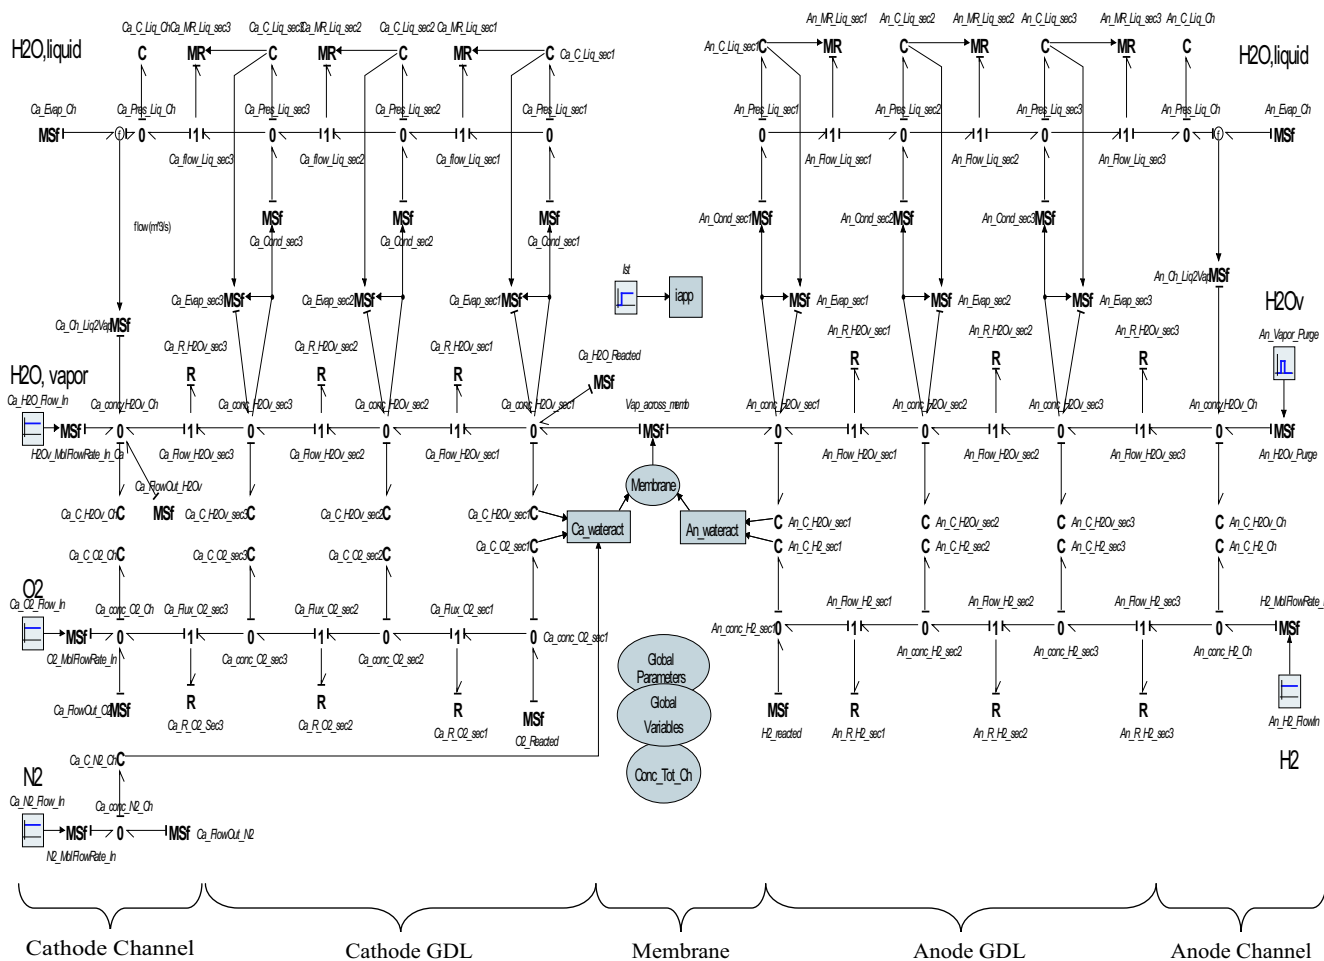 Ca_C_Liq_Ch Ca_MR_Liq_sec3 Ca_C_Liq_sec3 Ca_MR_Liq_sec2 Ca_C_Liq_sec2 Ca_MR_Liq_sec1 An_MR_Liq_sec1 An_C_Liq_sec2 An_MR_Liq_sec2 An_C_Liq_sec3 An_MR_Liq_sec3 An_C_Liq_Ch
H2O,liquid C MR C MR C MR C Ca_C_Liq_sec1 An_C_Liq_sec1 C MR C MR C MR C H2O,liquid
Ca_Evap_Ch Ca_Pres_Liq_Ch Ca_Pres_Liq_sec3 Ca_Pres_Liq_sec2 Ca_Pres_Liq_sec1 An_Pres_Liq_sec1 An_Pres_Liq_sec2 An_Pres_Liq_sec3 An_Pres_Liq_Ch An_Evap_Ch
MSf f 0 1 0 1 0 1 0 0 1 0 1 0 1 0 f MSf
Ca_flow_Liq_sec3 Ca_flow_Liq_sec2 Ca_flow_Liq_sec1 An_Flow_Liq_sec1 An_Flow_Liq_sec2 An_Flow_Liq_sec3
flow(m^3/s) MSf MSf MSf An_Cond_sec1 MSf An_Cond_sec2 MSf An_Cond_sec3 MSf
Ca_Cond_sec3 Ca_Cond_sec2 Ca_Cond_sec1
Ist An_Ch_Liq2Vap MSf
Ca_Evap_sec3 MSf Ca_Evap_sec2 MSf Ca_Evap_sec1 MSf iapp MSf An_Evap_sec1 MSf An_Evap_sec2 MSf An_Evap_sec3 H2Ov
Ca_Ch_Liq2Vap MSf An_R_H2Ov_sec1 An_R_H2Ov_sec2 An_R_H2Ov_sec3 An_Vapor_Purge
Ca_R_H2Ov_sec3 Ca_R_H2Ov_sec2 Ca_R_H2Ov_sec1 Ca_H2O_Reacted R R R
H2O, vapor R R R MSf
Ca_H2O_Flow_In Ca_conc_H2Ov_Ch Ca_conc_H2Ov_sec3 Ca_conc_H2Ov_sec2 Ca_conc_H2Ov_sec1 Vap_across_memb An_conc_H2Ov_sec1 An_conc_H2Ov_sec2 An_conc_H2Ov_sec3 An_conc_H2Ov_Ch
MSf 0 1 0 1 0 1 0 MSf 0 1 0 1 0 1 0 MSf
H2Ov_MolFlowRate_In_Ca Ca_Flow_H2Ov_sec3 Ca_Flow_H2Ov_sec2 Ca_Flow_H2Ov_sec1 An_Flow_H2Ov_sec1 An_Flow_H2Ov_sec2 An_Flow_H2Ov_sec3 An_H2Ov_Purge
Ca_FlowOut_H2Ov Membrane
Ca_C_H2Ov_Ch C MSf Ca_C_H2Ov_sec3 C Ca_C_H2Ov_sec2 C Ca_C_H2Ov_sec1 C Ca_wateract An_wateract C An_C_H2Ov_sec1 C An_C_H2Ov_sec2 C An_C_H2Ov_sec3 C An_C_H2Ov_Ch
Ca_C_O2_Ch C Ca_C_O2_sec3 C Ca_C_O2_sec2 C Ca_C_O2_sec1 C C An_C_H2_sec1 C An_C_H2_sec2 C An_C_H2_sec3 C An_C_H2_Ch
O2
Ca_O2_Flow_In Ca_conc_O2_Ch Ca_Flux_O2_sec3 Ca_Flux_O2_sec2 Ca_Flux_O2_sec1 An_Flow_H2_sec1 An_Flow_H2_sec2 An_Flow_H2_sec3 H2_MolFlowRate_
MSf 0 1 0 1 0 1 0 Ca_conc_O2_sec1 An_conc_H2_sec1 0 1 0 1 0 1 0 MSf
O2_MolFlowRate_In Ca_conc_O2_sec3 Ca_conc_O2_sec2 Global Parameters An_conc_H2_sec2 An_conc_H2_sec3 An_conc_H2_Ch
Ca_FlowOut_O2 MSf R R R MSf Global Variables MSf R R R
Ca_R_O2_Sec3 Ca_R_O2_sec2 Ca_R_O2_sec1 O2_Reacted H2_reacted An_R_H2_sec1 An_R_H2_sec2 An_R_H2_sec3 An_H2_FlowIn
Ca_C_N2_Ch C H2
N2 Conc_Tot_Ch
Ca_N2_Flow_In Ca_conc_N2_Ch
MSf 0 MSf Ca_FlowOut_N2
N2_MolFlowRate_In
Cathode Channel Cathode GDL Membrane Anode GDL Anode Channel